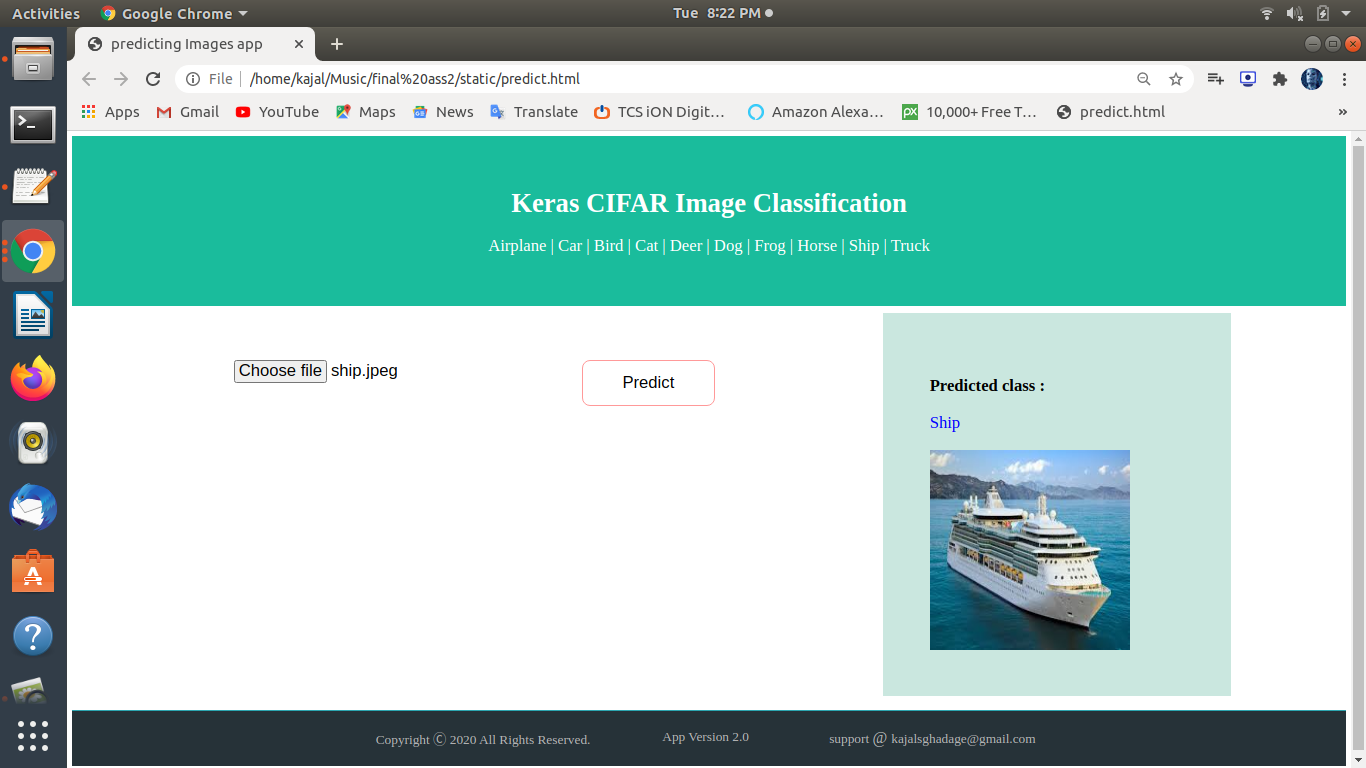 Activities Google Chrome Tue 8:22 PM
predicting Images app
File /home/kajal/Music/final%20ass2/static/predict.html
Apps Gmail YouTube Maps News Translate TCS iON Digit… Amazon Alexa… px 10,000+ Free T… predict.html »
Keras CIFAR Image Classification
Airplane | Car | Bird | Cat | Deer | Dog | Frog | Horse | Ship | Truck
Choose file ship.jpeg
Predict
Predicted class :
Ship
Copyright © 2020 All Rights Reserved. App Version 2.0 support @ kajalsghadage@gmail.com